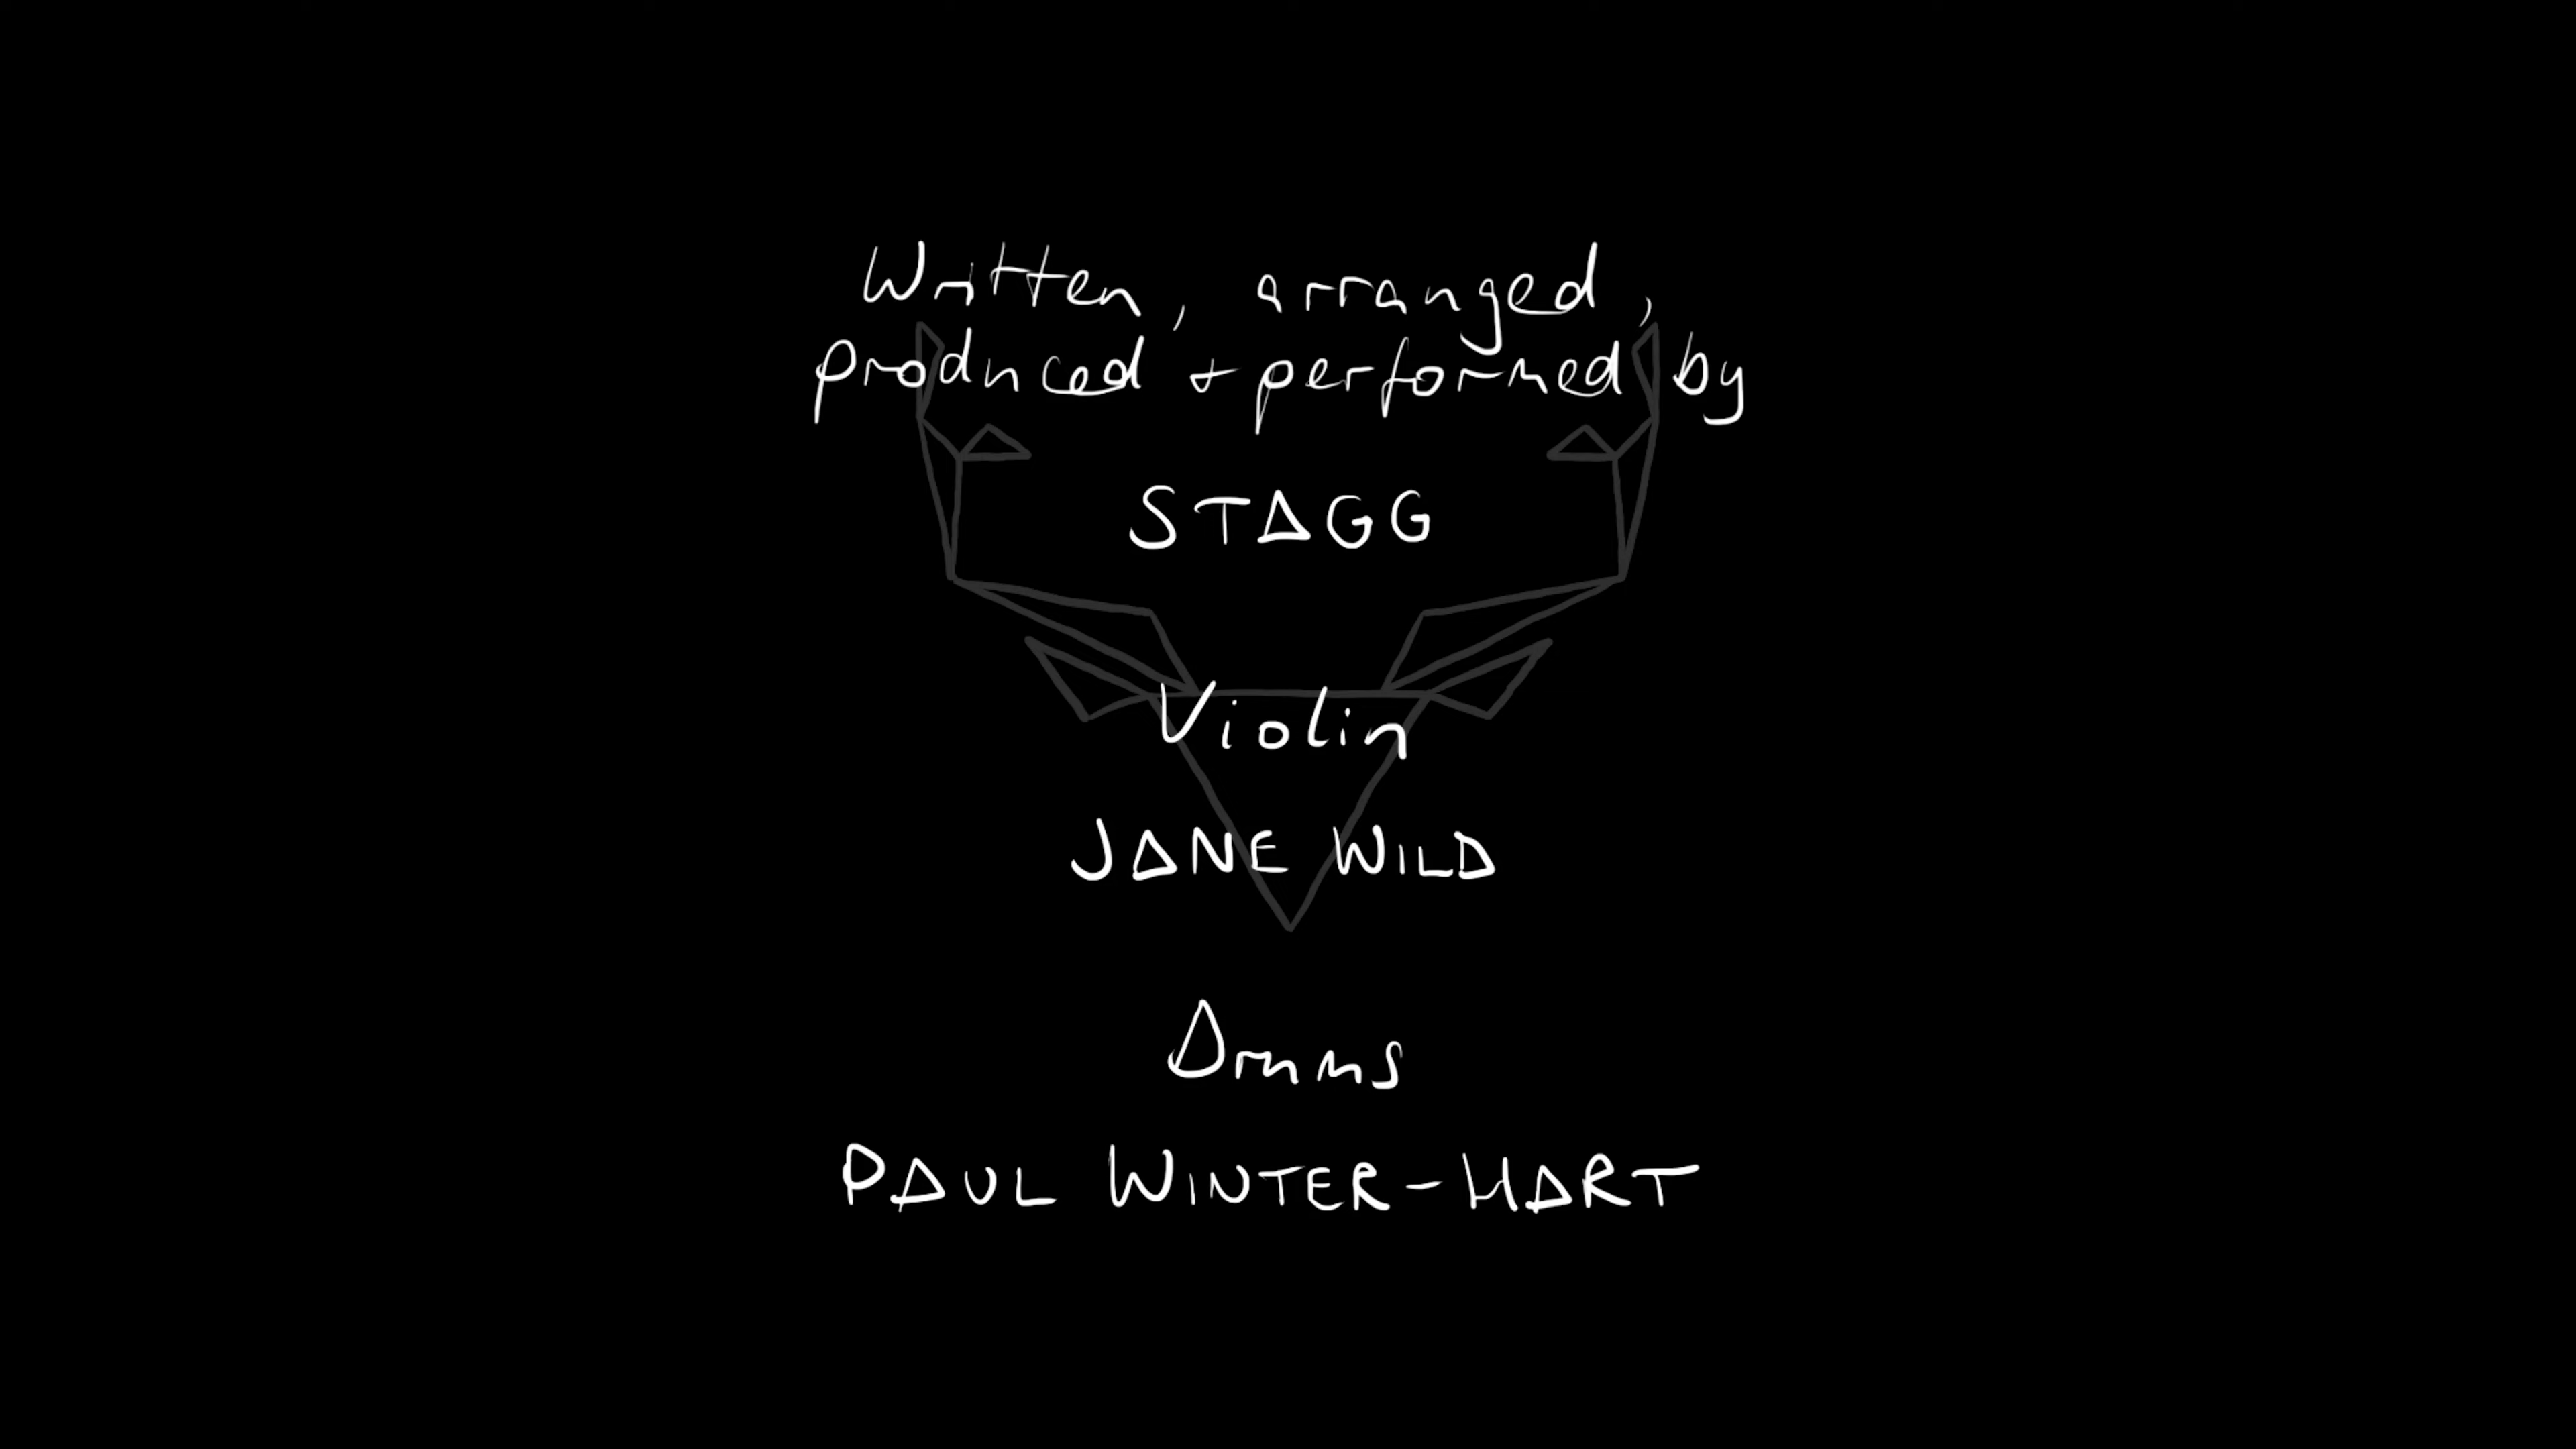 Written, arranged,
produced + performed by
STAGG
Violin
JANE WILD
Drums
PAUL WINTER-HART